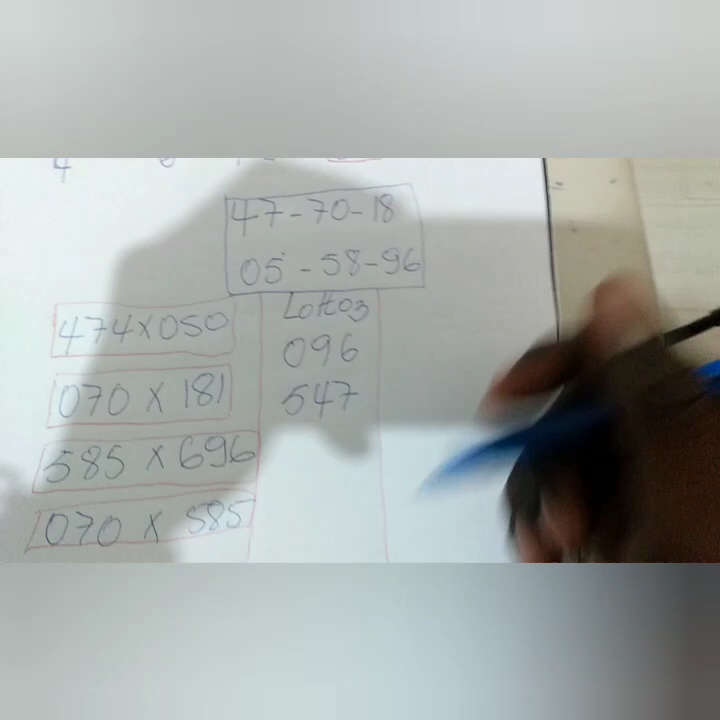 47-70-18
05-58-96
474X050
070 X 181
585 X 696
070 X 585
Lotto3
096
547